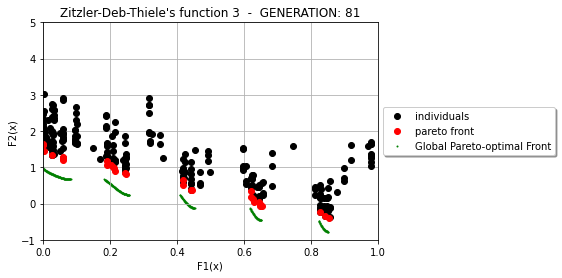 Zitzler-Deb-Thiele's function 3 - GENERATION: 81
5
4
3
2
1
0
−1
F2(x)
0.0 0.2 0.4 0.6 0.8 1.0
F1(x)
individuals
pareto front
Global Pareto-optimal Front